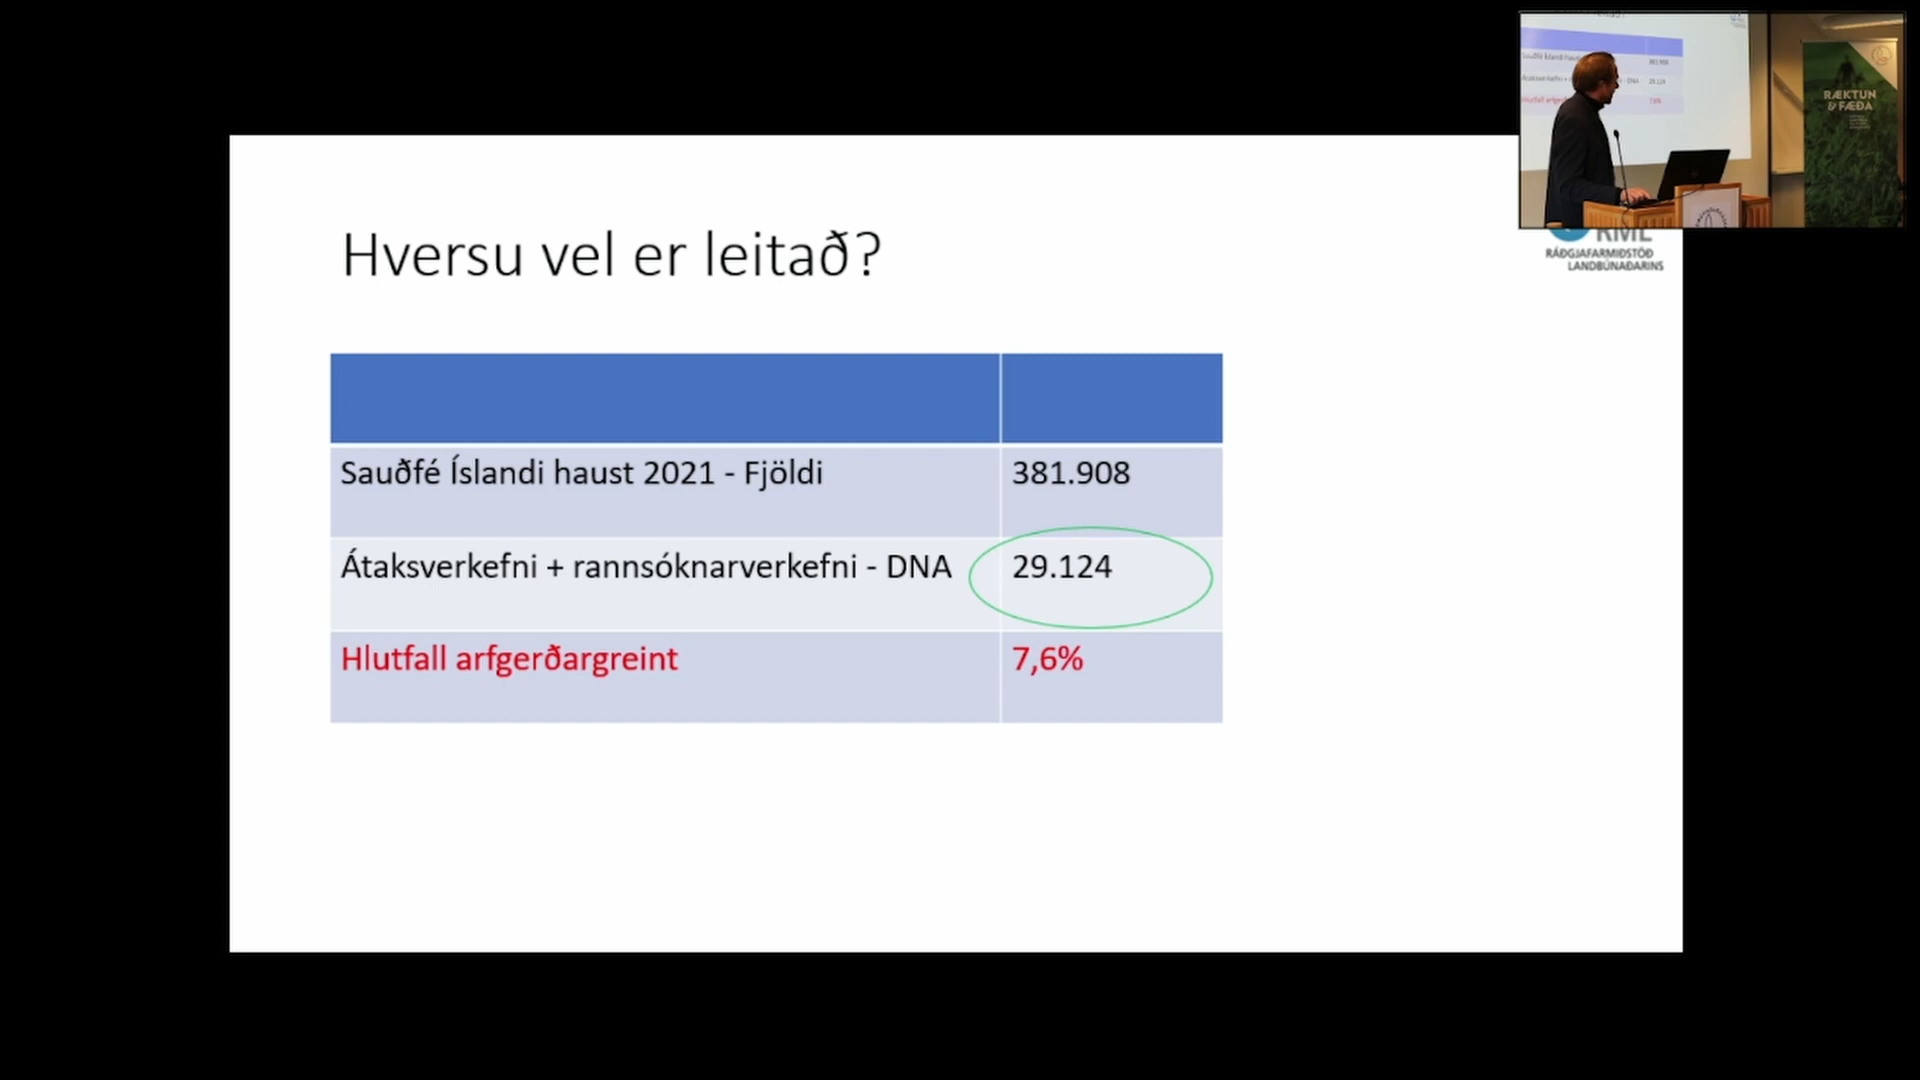 Hversu vel er leitað?
RML
RÁÐGJAFARMIÐSTÖÐ
LANDBÚNAÐARINS
Sauðfé Íslandi haust 2021 - Fjöldi 381.908
Átaksverkefni + rannsóknarverkefni - DNA 29.124
Hlutfall arfgerðargreint 7,6%
RÆKTUN
& FÆÐA